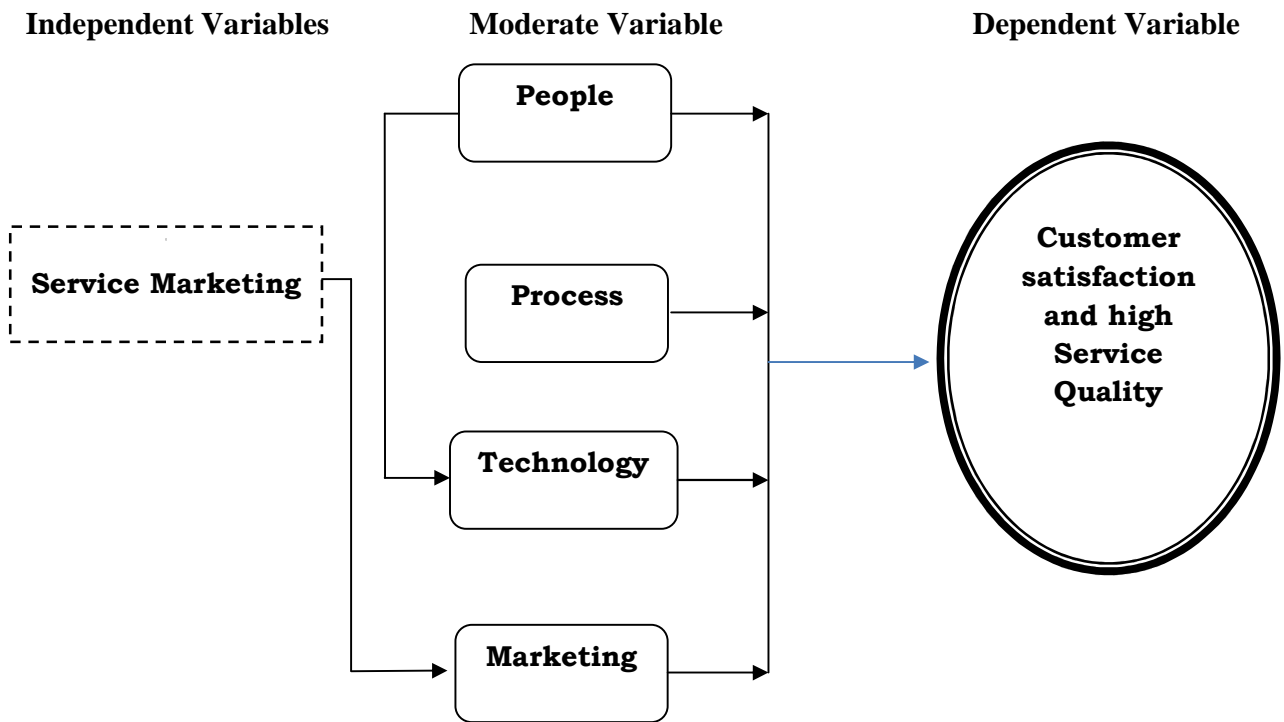 Independent Variables
Moderate Variable
Dependent Variable
People
Service Marketing
Process
Technology
Marketing
Customer
satisfaction
and high
Service
Quality